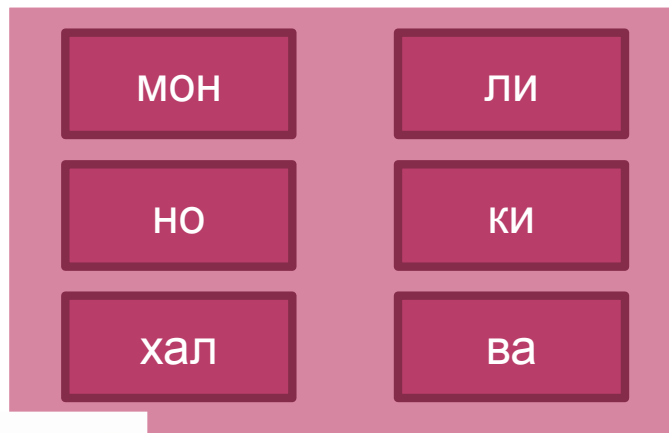 мон ли
но ки
хал ва